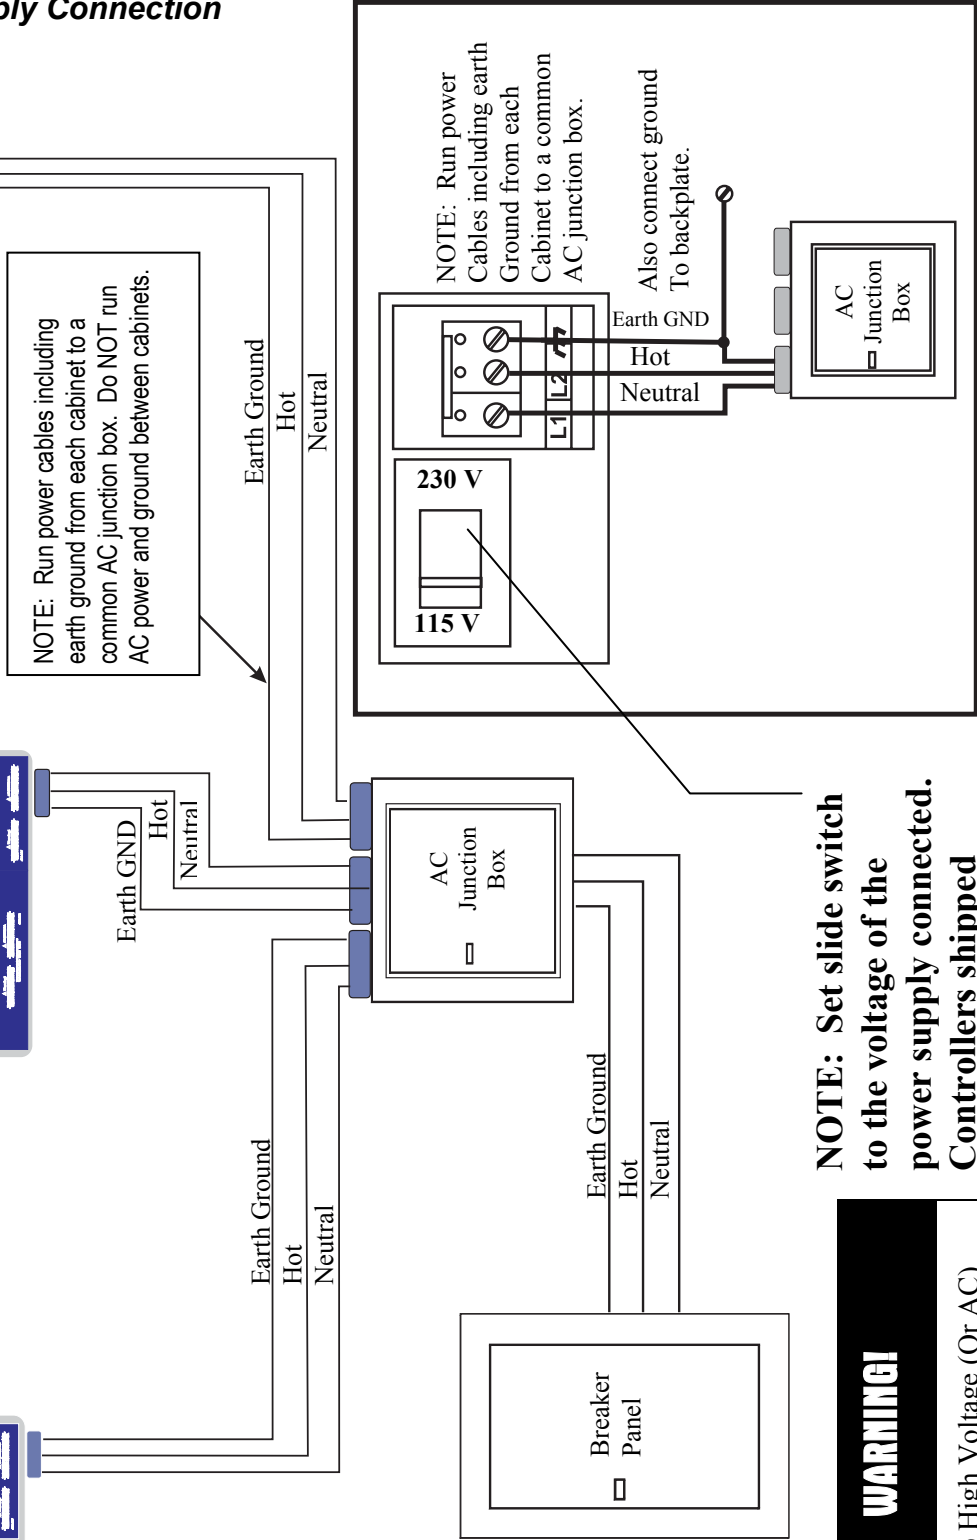 ply Connection
NOTE: Run power cables including
earth ground from each cabinet to a
common AC junction box. Do NOT run
AC power and ground between cabinets.
Earth Ground
Hot
Neutral
Earth GND
Hot
Neutral
Earth Ground
Hot
Neutral
AC
Junction
Box
Earth Ground
Hot
Neutral
Breaker
Panel
NOTE: Run power
Cables including earth
Ground from each
Cabinet to a common
AC junction box.
Also connect ground
To backplate.
230 V
115 V
L1 L2
Earth GND
Hot
Neutral
AC
Junction
Box
NOTE: Set slide switch
to the voltage of the
power supply connected.
Controllers shipped
WARNING!
High Voltage (Or AC)